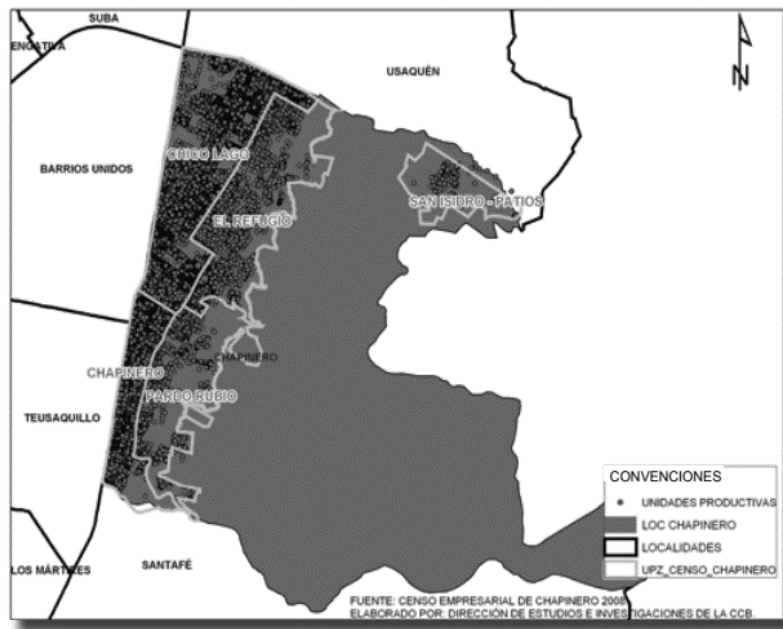 SUBA
ENGATIVA
USAQUÉN
N
CHICO LAGO
BARRIOS UNIDOS
SAN ISIDRO - PATIOS
EL REFUGIO
CHAPINERO
CHAPINERO
PARDO RUBIO
TEUSAQUILLO
CONVENCIONES
UNIDADES PRODUCTIVAS
LOC CHAPINERO
LOCALIDADES
UPZ_CENSO_CHAPINERO
LOS MÁRTIRES
SANTAFÉ
FUENTE: CENSO EMPRESARIAL DE CHAPINERO 2008
ELABORADO POR: DIRECCIÓN DE ESTUDIOS E INVESTIGACIONES DE LA CCB.